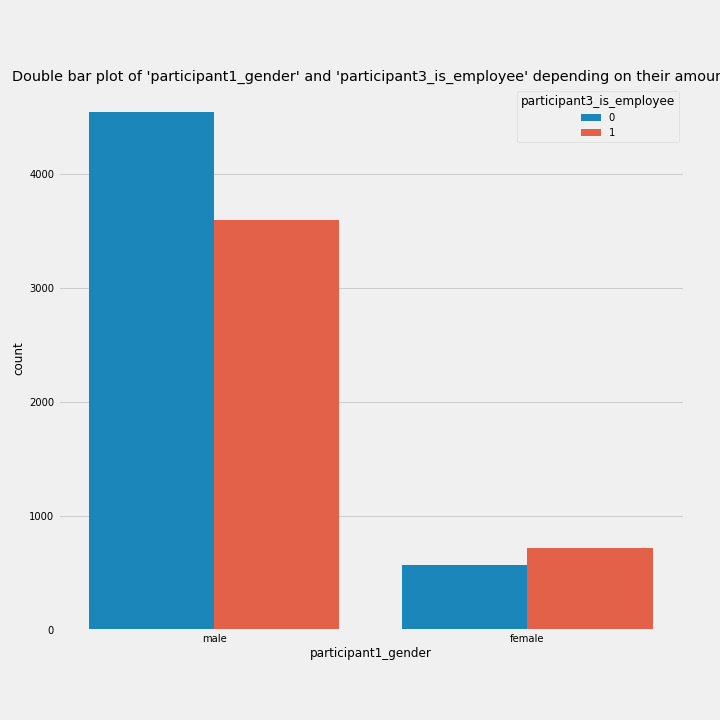 Double bar plot of 'participant1_gender' and 'participant3_is_employee' depending on their amour
participant3_is_employee
0
1
4000
3000
2000
1000
0
count
male
female
participant1_gender